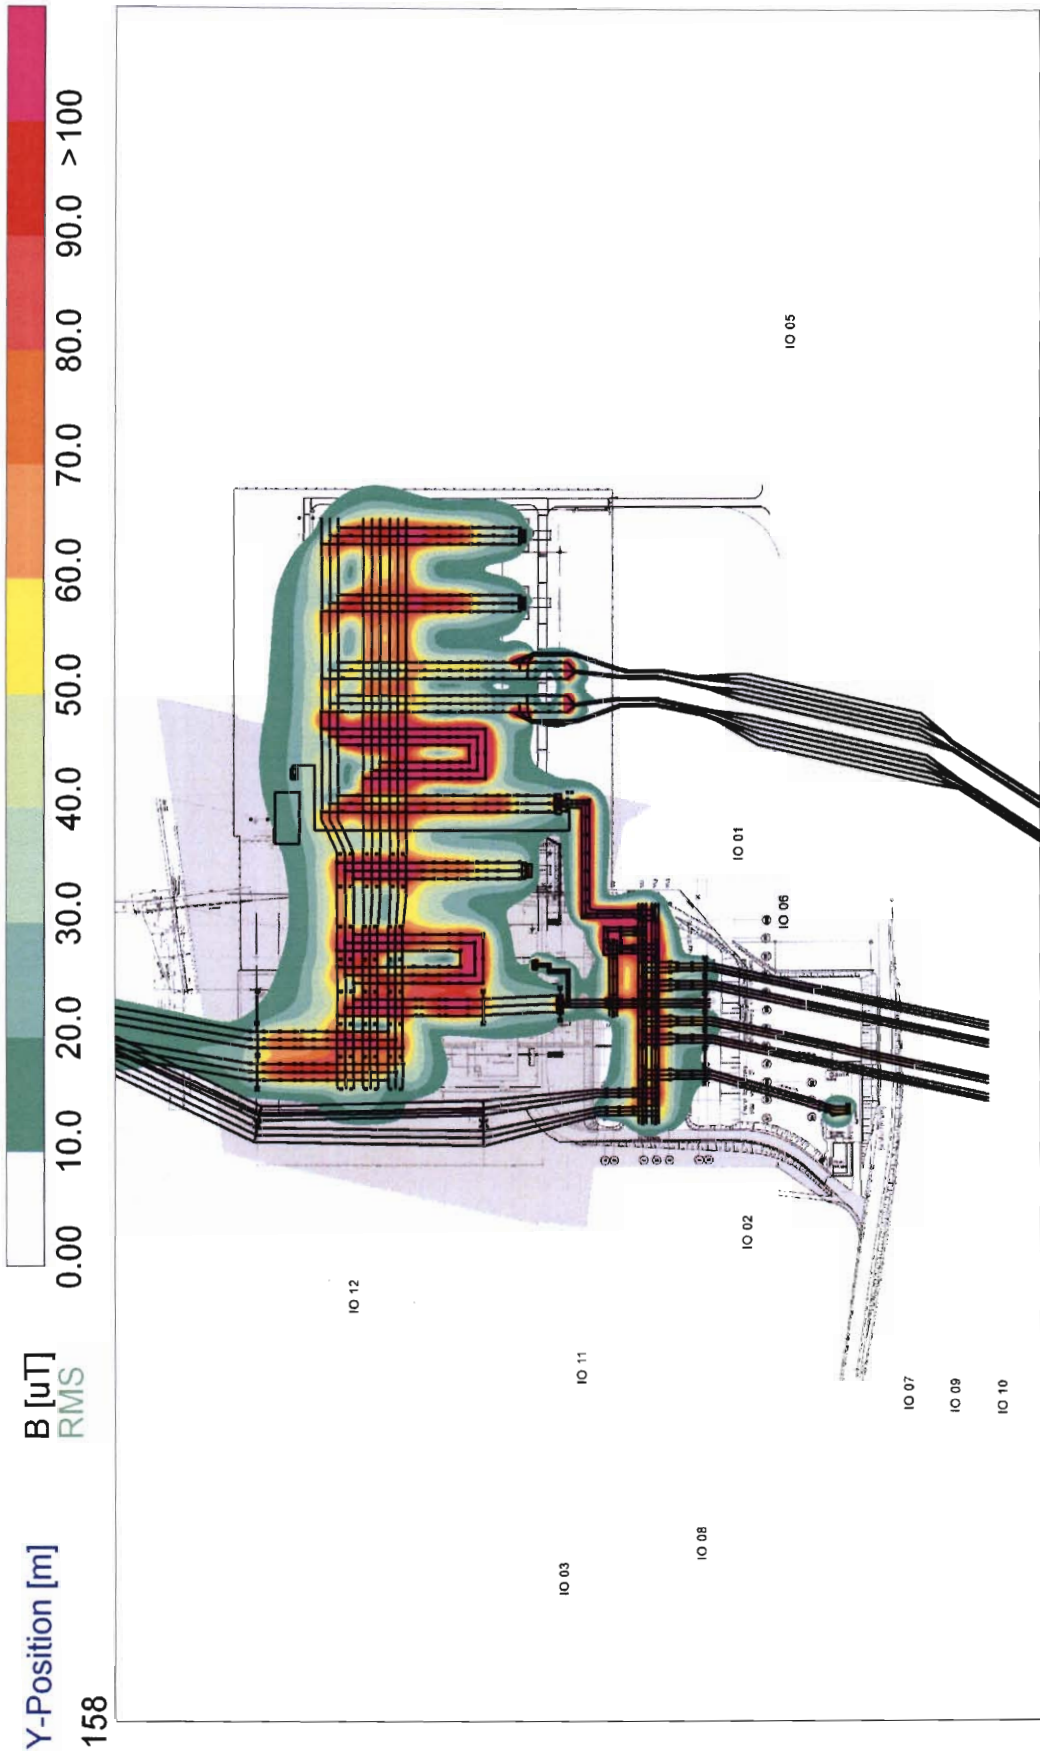 Y-Position [m]
158
B [uT]
RMS
0.00 10.0 20.0 30.0 40.0 50.0 60.0 70.0 80.0 90.0 >100
IO 12
IO 11
IO 03
IO 08
IO 02
IO 01
IO 06
IO 05
IO 07
IO 09
IO 10